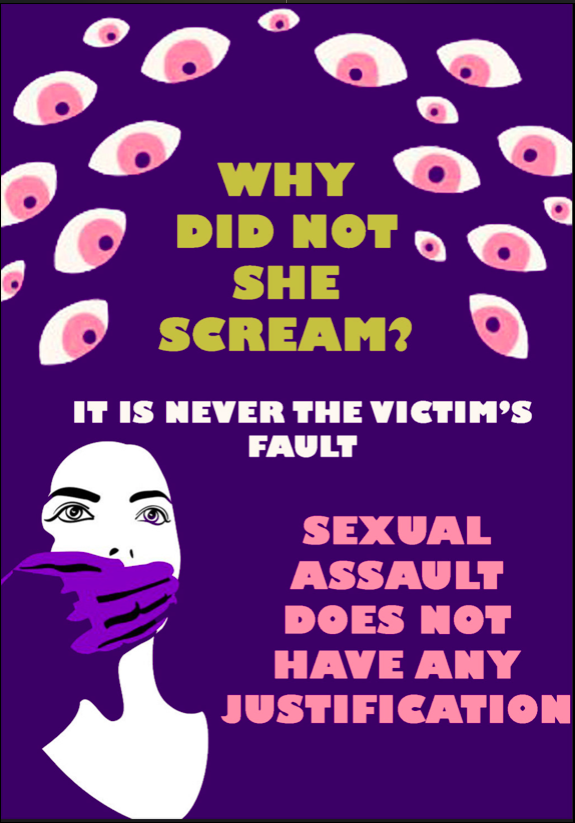 WHY
DID NOT
SHE
SCREAM?
IT IS NEVER THE VICTIM'S
FAULT
SEXUAL
ASSAULT
DOES NOT
HAVE ANY
JUSTIFICATION